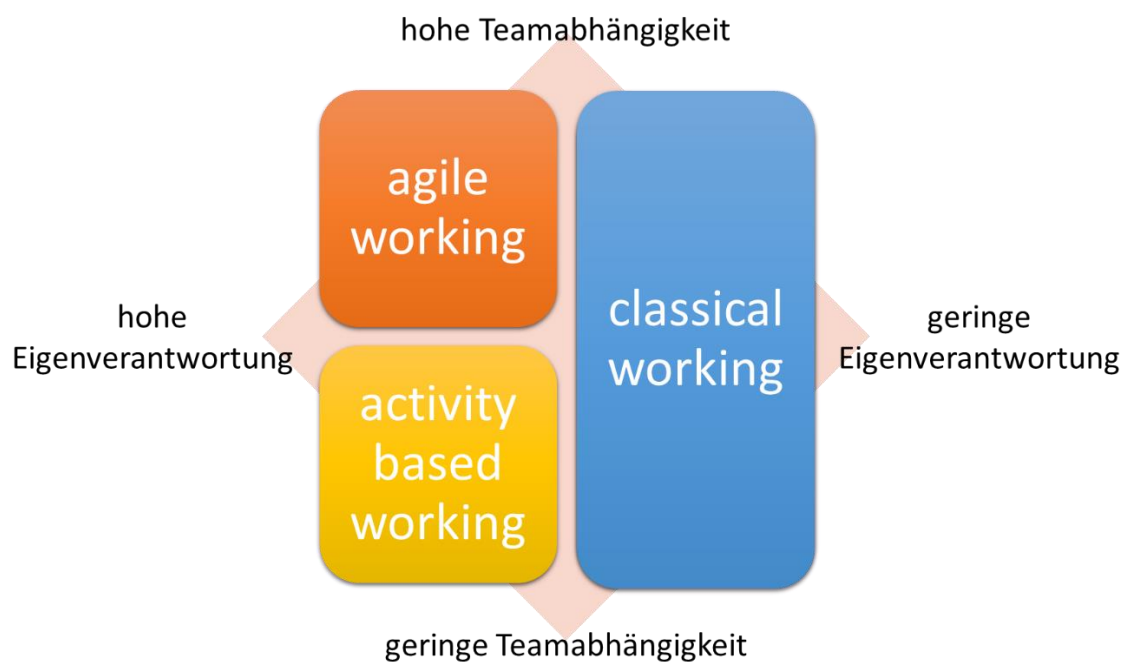 hohe Teamabhängigkeit
agile
working
classical
working
hohe
Eigenverantwortung
geringe
Eigenverantwortung
activity
based
working
geringe Teamabhängigkeit